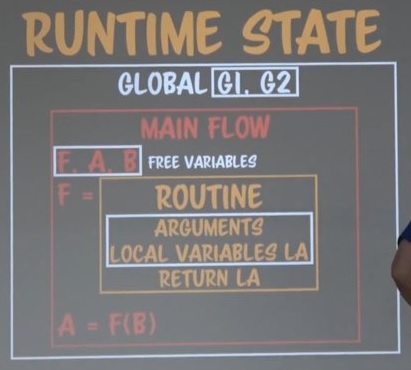 RUNTIME STATE
GLOBAL G1, G2
MAIN FLOW
F, A, B FREE VARIABLES
F = ROUTINE
ARGUMENTS
LOCAL VARIABLES LA
RETURN LA
A = F(B)